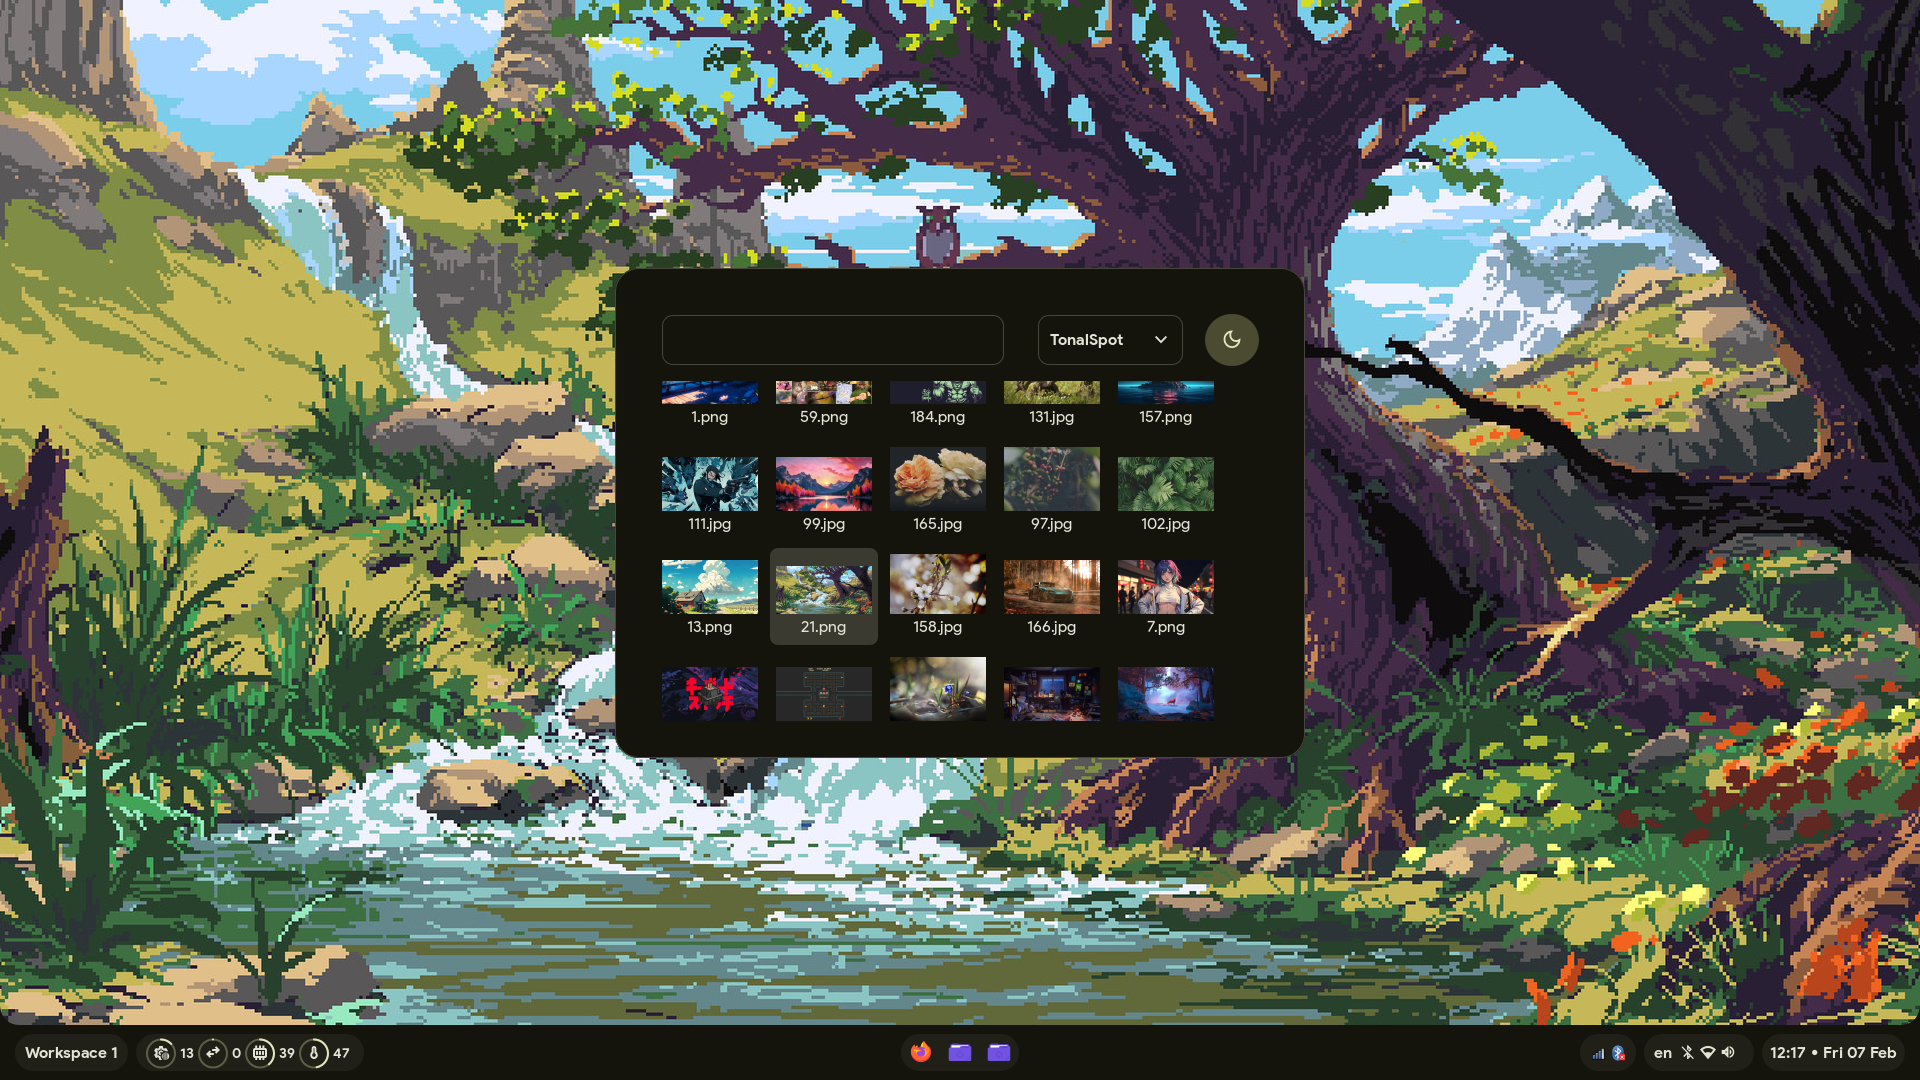 TonalSpot
1.png 59.png 184.png 131.jpg 157.png
111.jpg 99.jpg 165.jpg 97.jpg 102.jpg
13.png 21.png 158.jpg 166.jpg 7.png
Workspace 1 13 0 39 47 en 12:17 • Fri 07 Feb